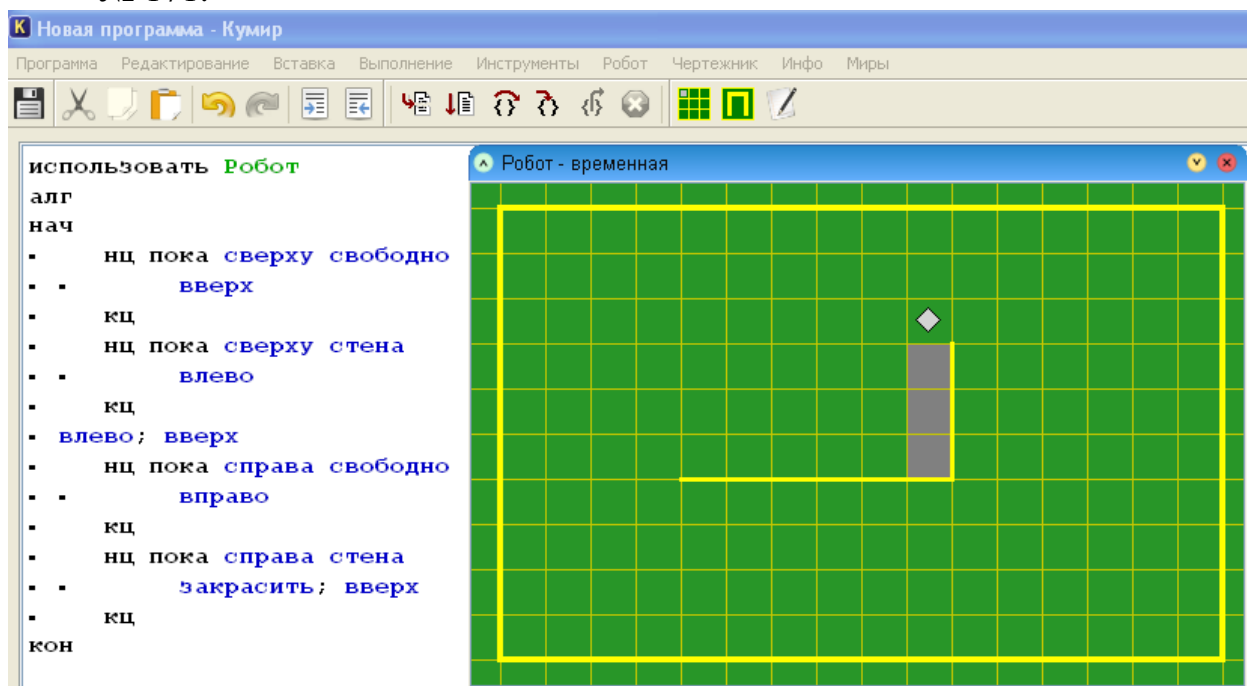 Новая программа - Кумир
Программа Редактирование Вставка Выполнение Инструменты Робот Чертежник Инфо Миры
использовать Робот
алг
нач
нц пока сверху свободно
вверх
кц
нц пока сверху стена
влево
кц
влево; вверх
нц пока справа свободно
вправо
кц
нц пока справа стена
закрасить; вверх
кц
кон
Робот - временная